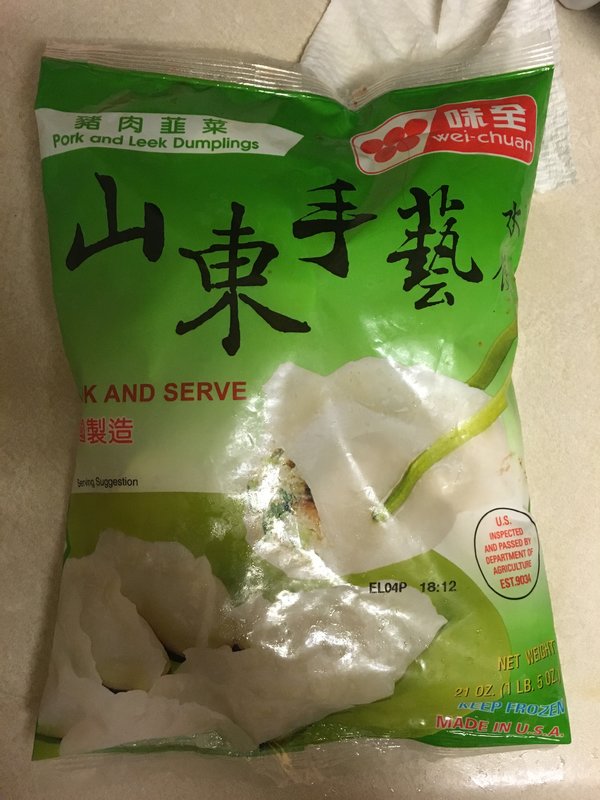 豬肉韮菜
Pork and Leek Dumplings
味全
wei-chuan
山東手藝
K AND SERVE
製造
Serving Suggestion
U.S.
INSPECTED
AND PASSED BY
DEPARTMENT OF
AGRICULTURE
EST.9034
EL04P 18:12
NET WEIGHT
21 OZ. (1 LB. 5 OZ.)
KEEP FROZEN
MADE IN U.S.A.